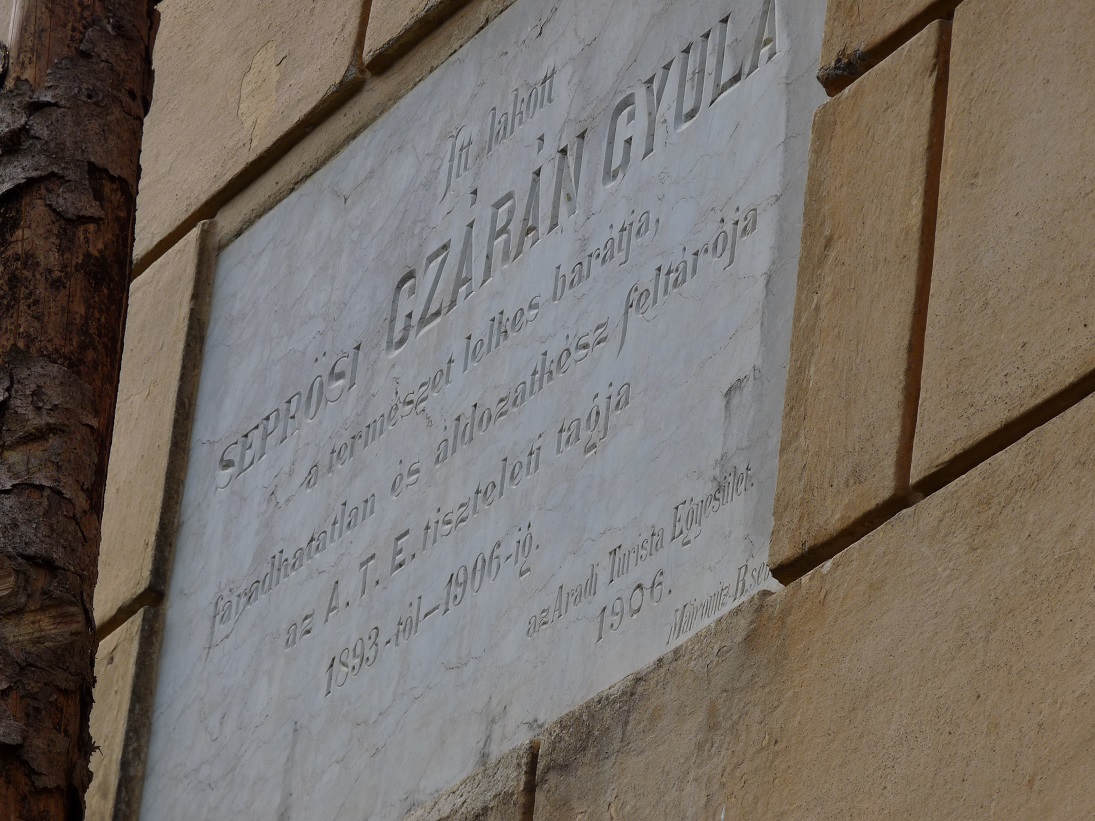 Itt lakott
SEPRŐSI CZÁRÁN GYULA
a természet lelkes barátja,
fáradhatatlan és áldozatkész feltárója
az A. T. E. tiszteleti tagja
1893-tól–1906-ig.
az Aradi Turista Egyesület.
1906.